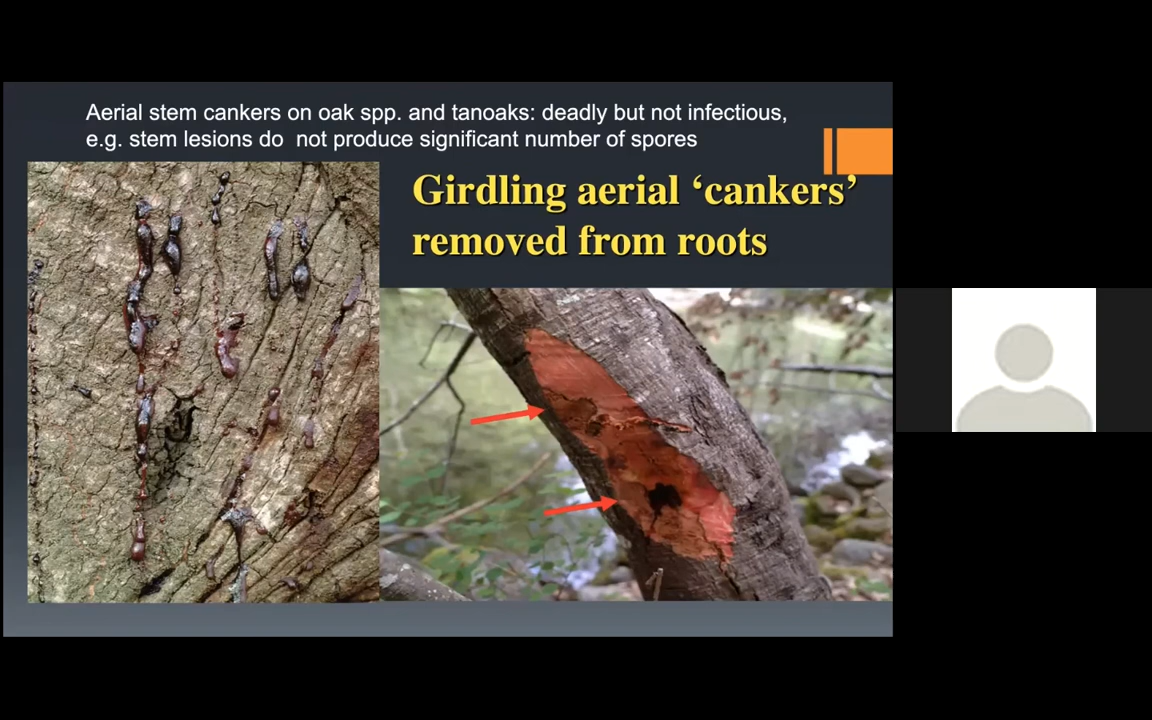 Aerial stem cankers on oak spp. and tanoaks: deadly but not infectious,
e.g. stem lesions do  not produce significant number of spores
Girdling aerial ‘cankers’
removed from roots